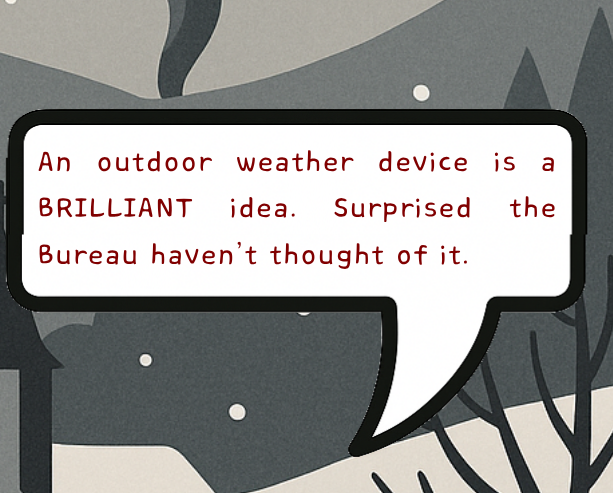 An outdoor weather device is a
BRILLIANT idea. Surprised the
Bureau haven't thought of it.